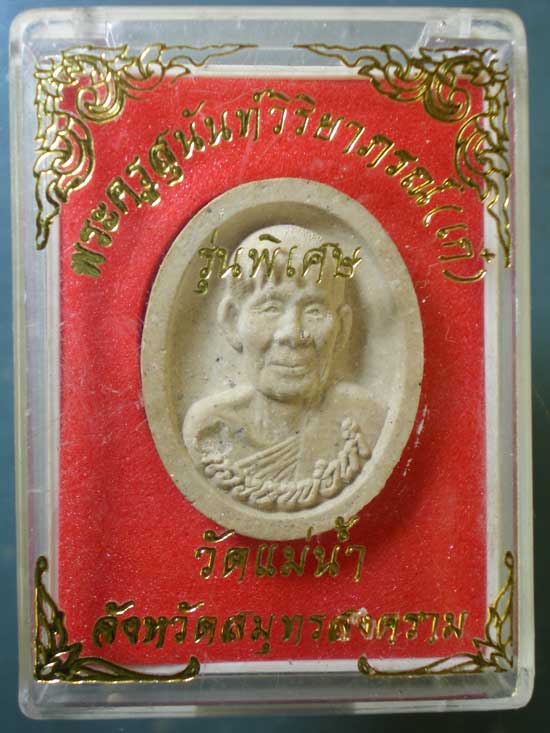 พระครูสุนันท์วิริยาภรณ์(เก๋)
รุ่นพิเศษ
วัดแม่น้ำ
จังหวัดสมุทรสงคราม